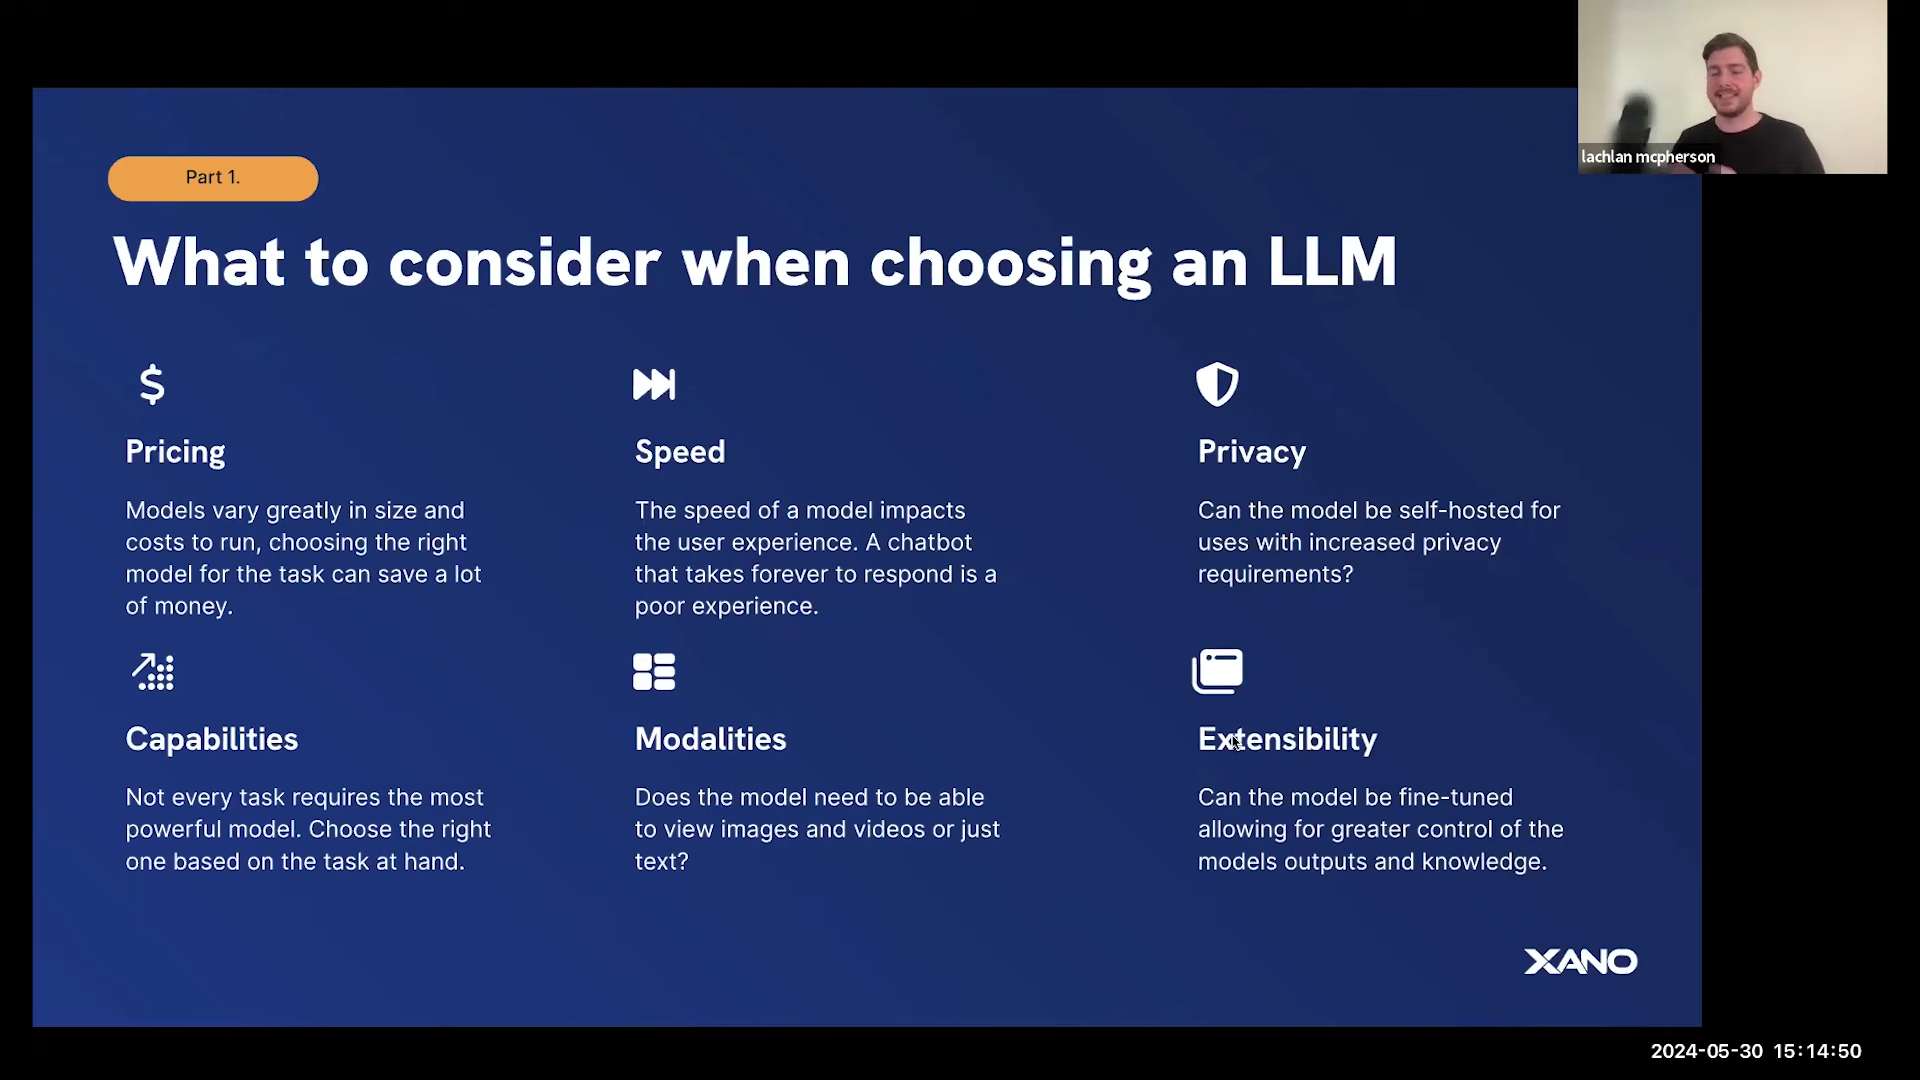 lachlan mcpherson
Part 1.
What to consider when choosing an LLM
$
Pricing
Models vary greatly in size and
costs to run, choosing the right
model for the task can save a lot
of money.
Speed
The speed of a model impacts
the user experience. A chatbot
that takes forever to respond is a
poor experience.
Privacy
Can the model be self-hosted for
uses with increased privacy
requirements?
Capabilities
Not every task requires the most
powerful model. Choose the right
one based on the task at hand.
Modalities
Does the model need to be able
to view images and videos or just
text?
Extensibility
Can the model be fine-tuned
allowing for greater control of the
models outputs and knowledge.
XANO
2024-05-30 15:14:50